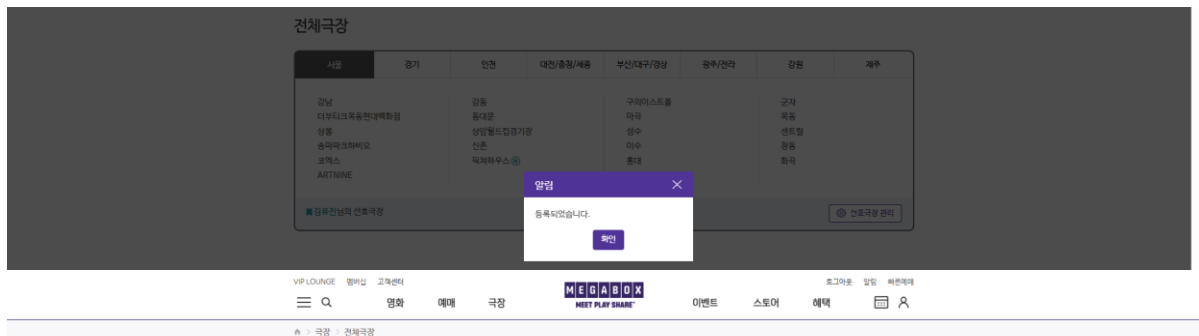 전체극장
서울 경기 인천 대전/충청/세종 부산/대구/경상 광주/전라 강원 제주
강남 강동 구의이스트폴 군자
더부티크목동현대백화점 동대문 마곡 목동
상봉 상암월드컵경기장 성수 센트럴
송파파크하비오 신촌 이수 창동
코엑스 픽처하우스 홍대 화곡
ARTNINE
알림
등록되었습니다.
확인
님의 선호극장 선호극장 관리
VIP LOUNGE 멤버십 고객센터 로그아웃 알림 빠른예매
영화 예매 극장 MEGABOX 이벤트 스토어 혜택
MEET PLAY SHARE
> 극장 > 전체극장